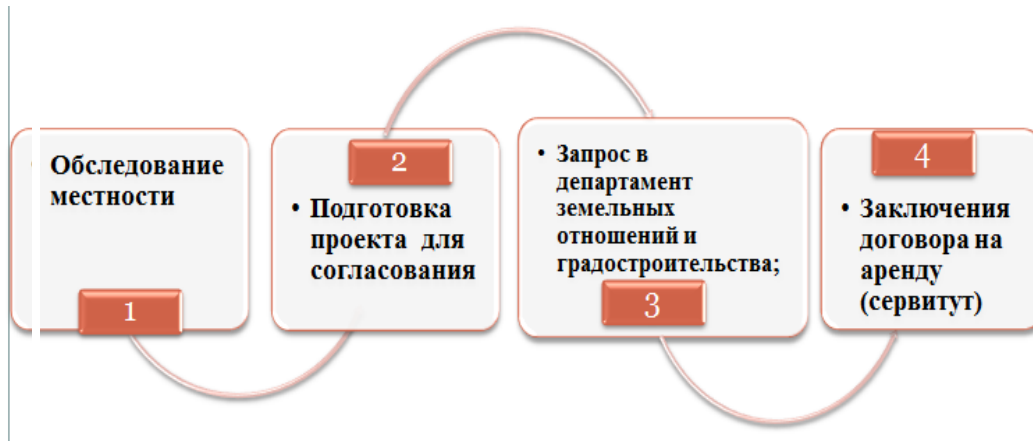 • Обследование
местности
1
2
• Подготовка
проекта для
согласования
• Запрос в
департамент
земельных
отношений и
градостроительства;
3
4
• Заключения
договора на
аренду
(сервитут)